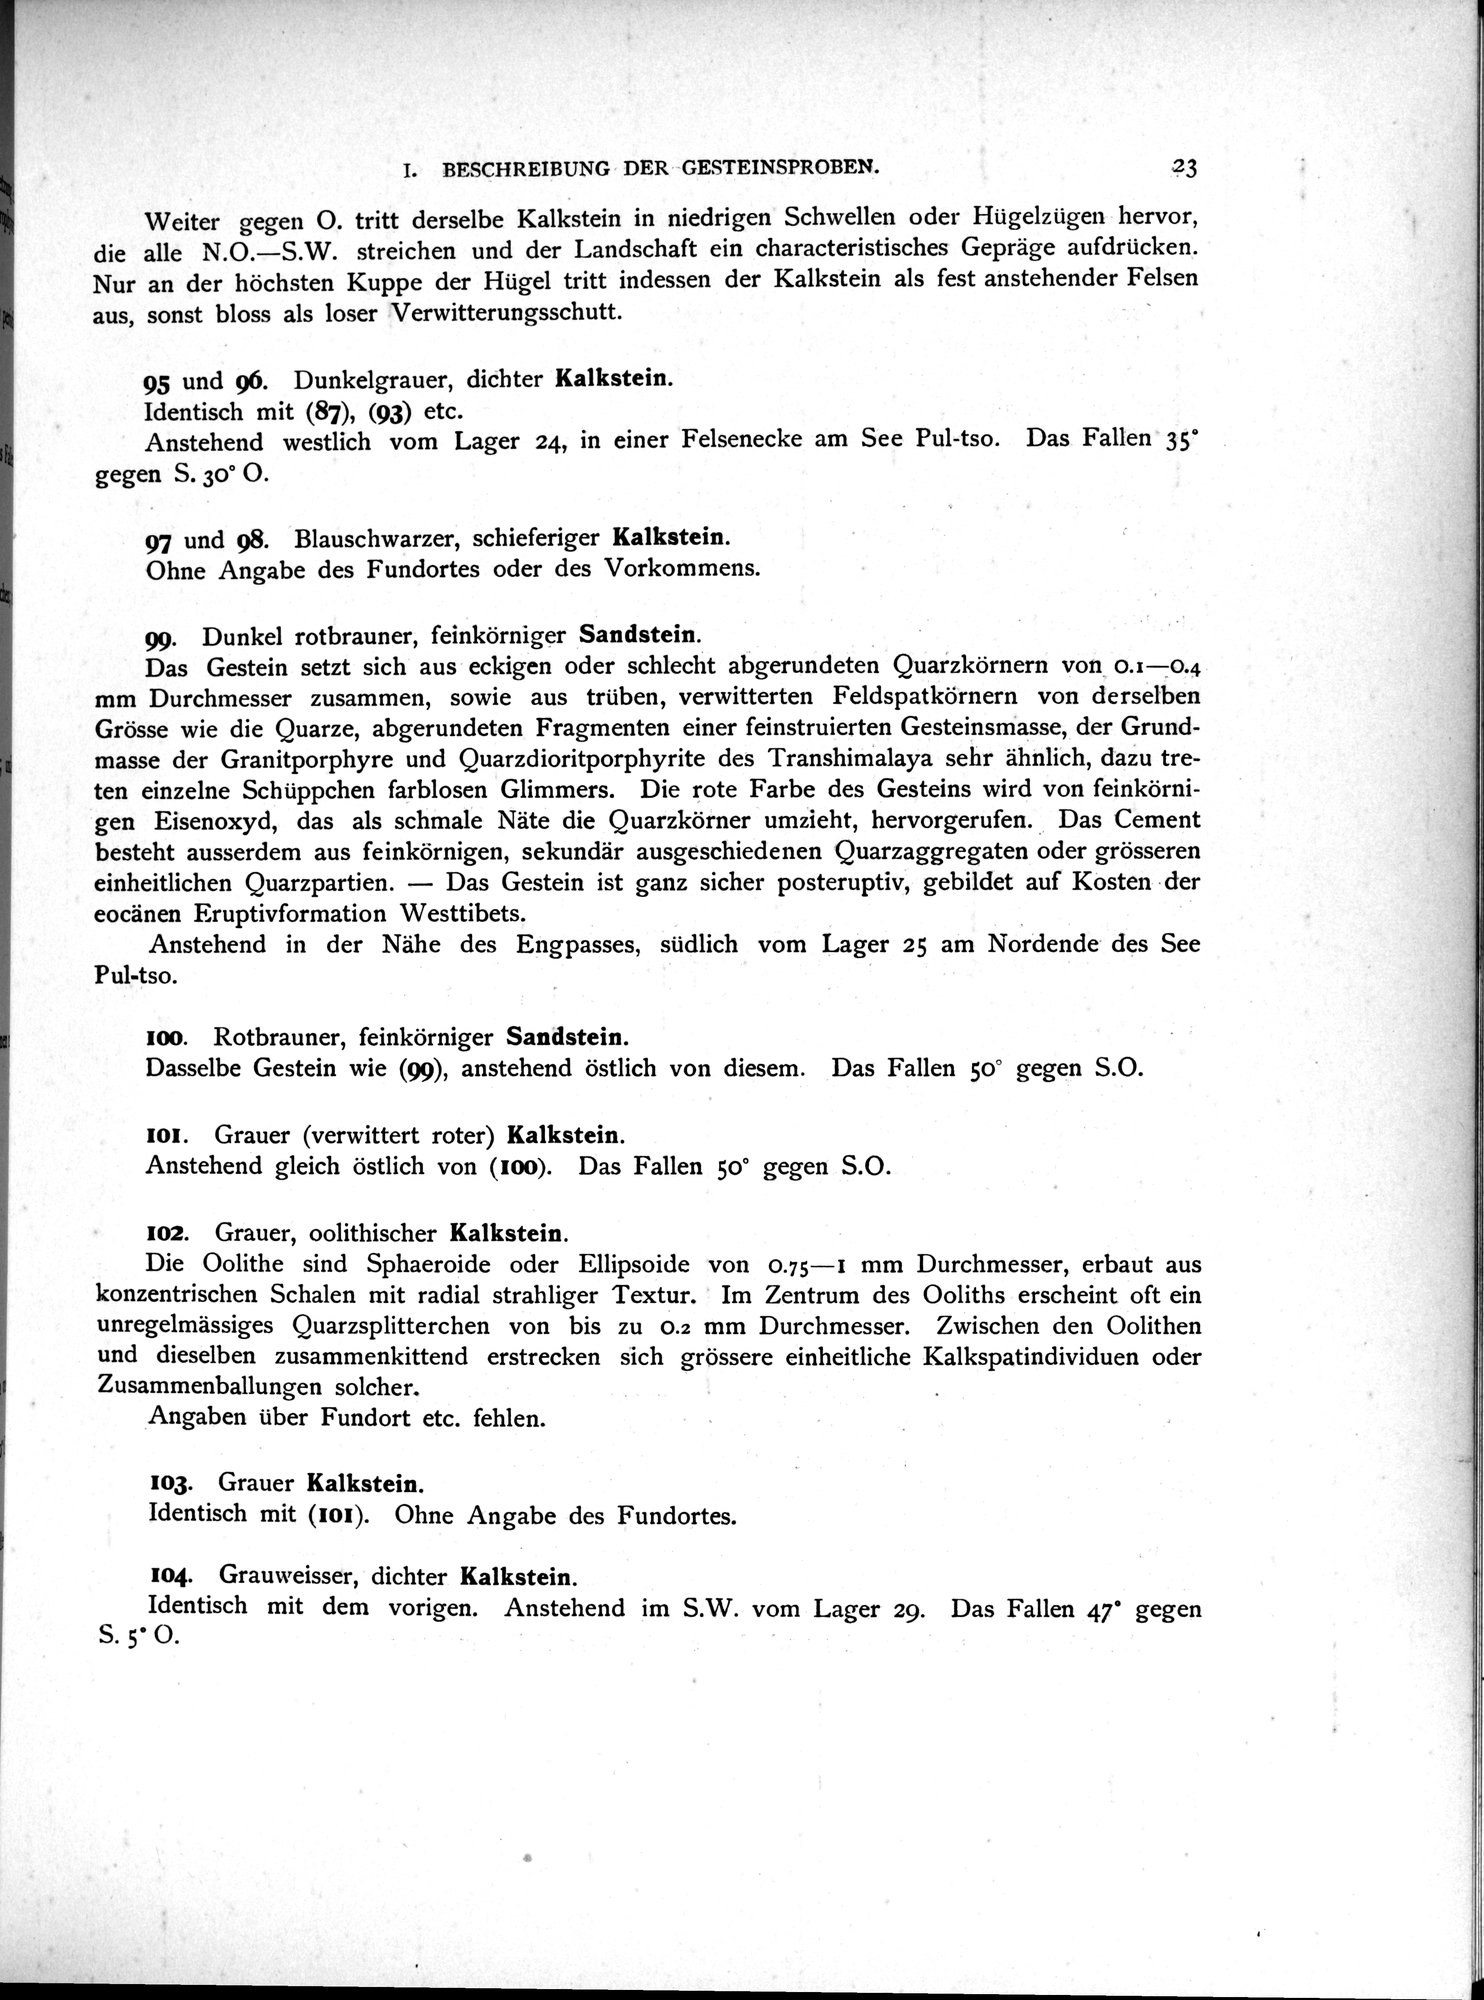 I. BESCHREIBUNG DER GESTEINSPROBEN. 23
Weiter gegen O. tritt derselbe Kalkstein in niedrigen Schwellen oder Hügelzügen hervor,
die alle N.O.—S.W. streichen und der Landschaft ein characteristisches Gepräge aufdrücken.
Nur an der höchsten Kuppe der Hügel tritt indessen der Kalkstein als fest anstehender Felsen
aus, sonst bloss als loser Verwitterungsschutt.
95 und 96. Dunkelgrauer, dichter Kalkstein.
Identisch mit (87), (93) etc.
Anstehend westlich vom Lager 24, in einer Felsenecke am See Pul-tso. Das Fallen 35°
gegen S. 30° O.
97 und 98. Blauschwarzer, schieferiger Kalkstein.
Ohne Angabe des Fundortes oder des Vorkommens.
99. Dunkel rotbrauner, feinkörniger Sandstein.
Das Gestein setzt sich aus eckigen oder schlecht abgerundeten Quarzkörnern von 0.1—0.4
mm Durchmesser zusammen, sowie aus trüben, verwitterten Feldspatkörnern von derselben
Grösse wie die Quarze, abgerundeten Fragmenten einer feinstruierten Gesteinsmasse, der Grund-
masse der Granitporphyre und Quarzdioritporphyrite des Transhimalaya sehr ähnlich, dazu tre-
ten einzelne Schüppchen farblosen Glimmers. Die rote Farbe des Gesteins wird von feinkörni-
gen Eisenoxyd, das als schmale Näte die Quarzkörner umzieht, hervorgerufen. Das Cement
besteht ausserdem aus feinkörnigen, sekundär ausgeschiedenen Quarzaggregaten oder grösseren
einheitlichen Quarzpartien. — Das Gestein ist ganz sicher posteruptiv, gebildet auf Kosten der
eocänen Eruptivformation Westtibets.
Anstehend in der Nähe des Engpasses, südlich vom Lager 25 am Nordende des See
Pul-tso.
100. Rotbrauner, feinkörniger Sandstein.
Dasselbe Gestein wie (99), anstehend östlich von diesem. Das Fallen 50° gegen S.O.
101. Grauer (verwittert roter) Kalkstein.
Anstehend gleich östlich von (100). Das Fallen 50° gegen S.O.
102. Grauer, oolithischer Kalkstein.
Die Oolithe sind Sphaeroide oder Ellipsoide von 0.75—1 mm Durchmesser, erbaut aus
konzentrischen Schalen mit radial strahliger Textur. Im Zentrum des Ooliths erscheint oft ein
unregelmässiges Quarzsplitterchen von bis zu 0.2 mm Durchmesser. Zwischen den Oolithen
und dieselben zusammenkittend erstrecken sich grössere einheitliche Kalkspatindividuen oder
Zusammenballungen solcher.
Angaben über Fundort etc. fehlen.
103. Grauer Kalkstein.
Identisch mit (101). Ohne Angabe des Fundortes.
104. Grauweisser, dichter Kalkstein.
Identisch mit dem vorigen. Anstehend im S.W. vom Lager 29. Das Fallen 47° gegen
S. 5° O.